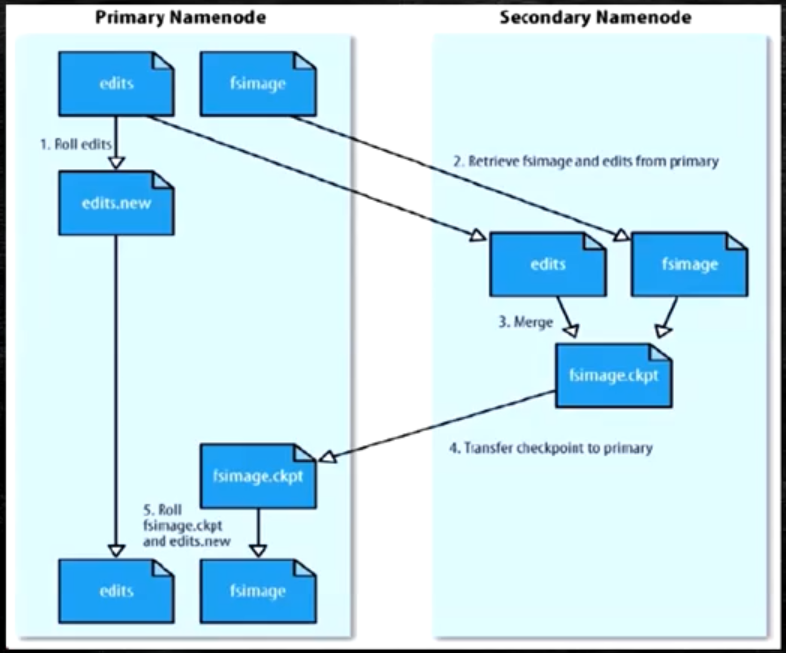 Primary Namenode
Secondary Namenode
edits
fsimage
1. Roll edits
2. Retrieve fsimage and edits from primary
edits.new
edits
fsimage
3. Merge
fsimage.ckpt
4. Transfer checkpoint to primary
fsimage.ckpt
5. Roll
fsimage.ckpt
and edits.new
edits
fsimage